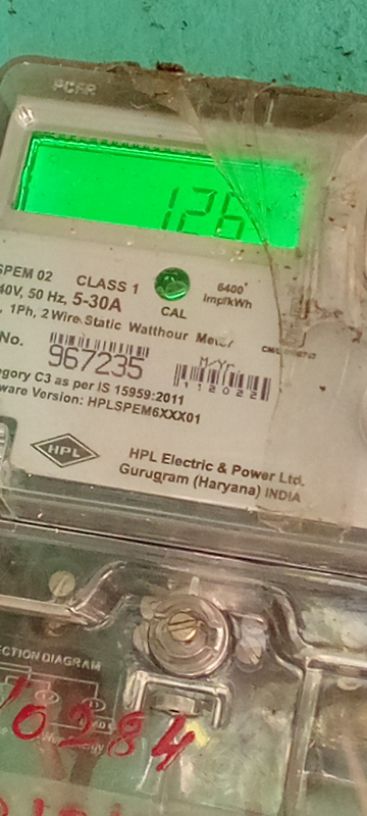 126
SPEM 02
CLASS 1
6400
imp/kWh
40V, 50 Hz, 5-30A
CAL
, 1Ph, 2Wire Static Watthour Meter
No.
967235
M/Yr.
112022
egory C3 as per IS 15959:2011
ware Version: HPLSPEM6XXX01
HPL
HPL Electric & Power Ltd.
Gurugram (Haryana) INDIA
ECTION DIAGRAM
10284